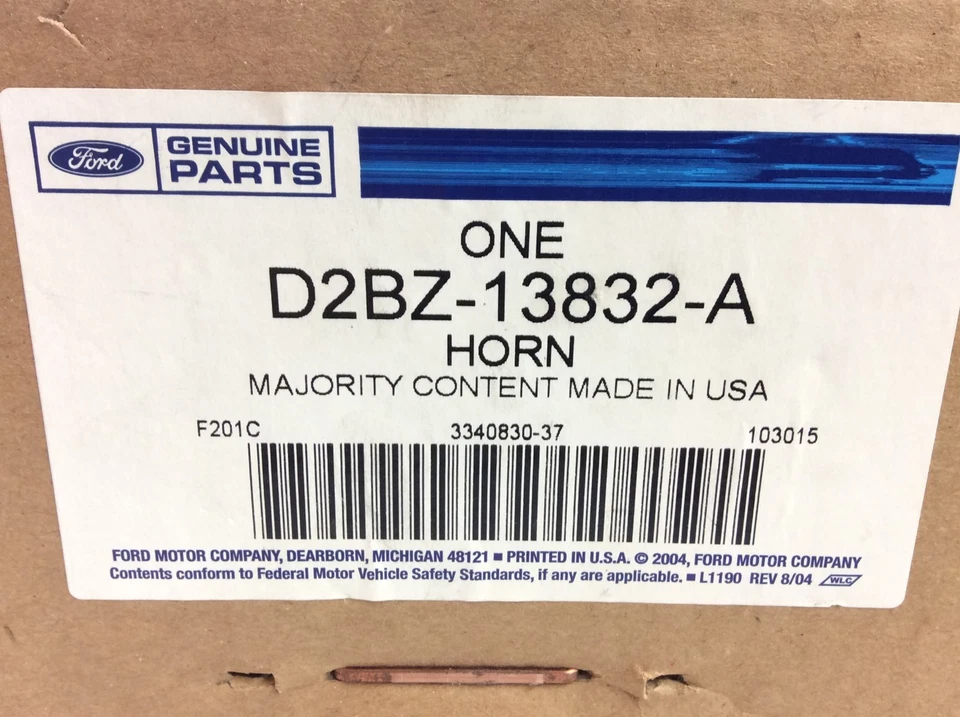 Ford GENUINE
PARTS
ONE
D2BZ-13832-A
HORN
MAJORITY CONTENT MADE IN USA
F201C 3340830-37 103015
FORD MOTOR COMPANY, DEARBORN, MICHIGAN 48121 ■ PRINTED IN U.S.A. © 2004, FORD MOTOR COMPANY
Contents conform to Federal Motor Vehicle Safety Standards, if any are applicable. ■ L1190 REV 8/04 WLC